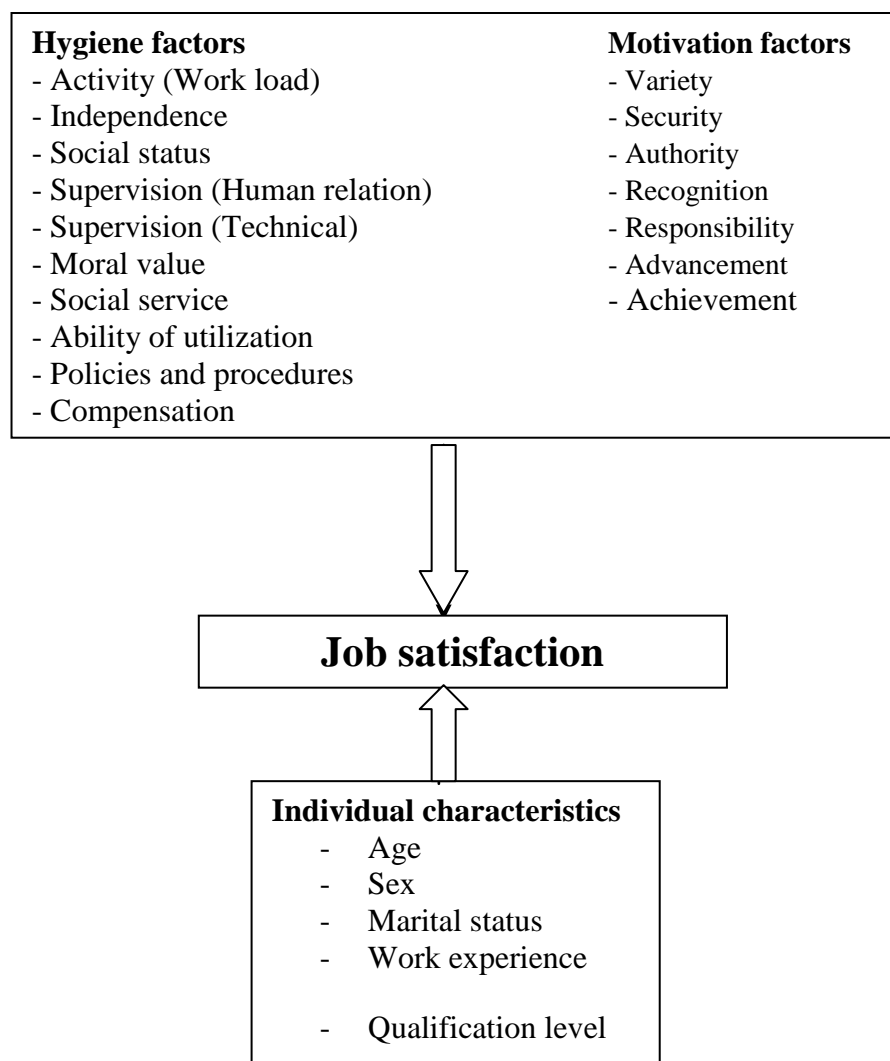 Hygiene factors
- Activity (Work load)
- Independence
- Social status
- Supervision (Human relation)
- Supervision (Technical)
- Moral value
- Social service
- Ability of utilization
- Policies and procedures
- Compensation
Motivation factors
- Variety
- Security
- Authority
- Recognition
- Responsibility
- Advancement
- Achievement
Job satisfaction
Individual characteristics
- Age
- Sex
- Marital status
- Work experience
- Qualification level